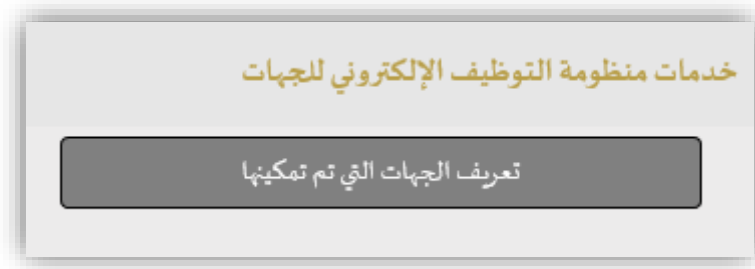 خدمات منظومة التوظيف الإلكتروني للجهات
تعريف الجهات التي تم تمكينها